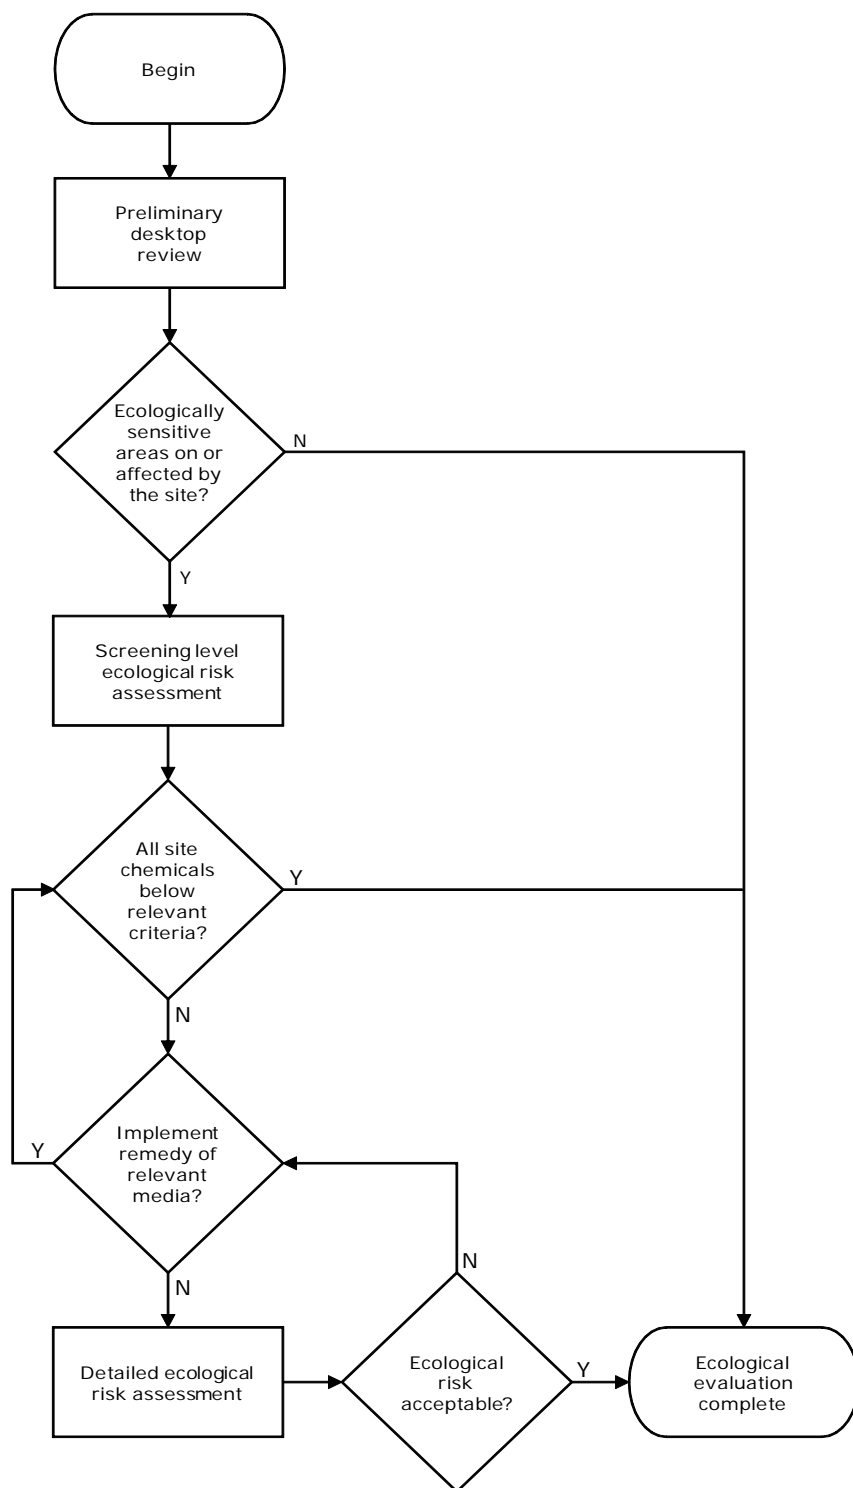 Begin
Preliminary
desktop
review
Ecologically
sensitive
areas on or
affected by
the site?
N
Y
Screening level
ecological risk
assessment
All site
chemicals
below
relevant
criteria?
Y
N
Implement
remedy of
relevant
media?
Y
N
Detailed ecological
risk assessment
Ecological
risk
acceptable?
N
Y
Ecological
evaluation
complete